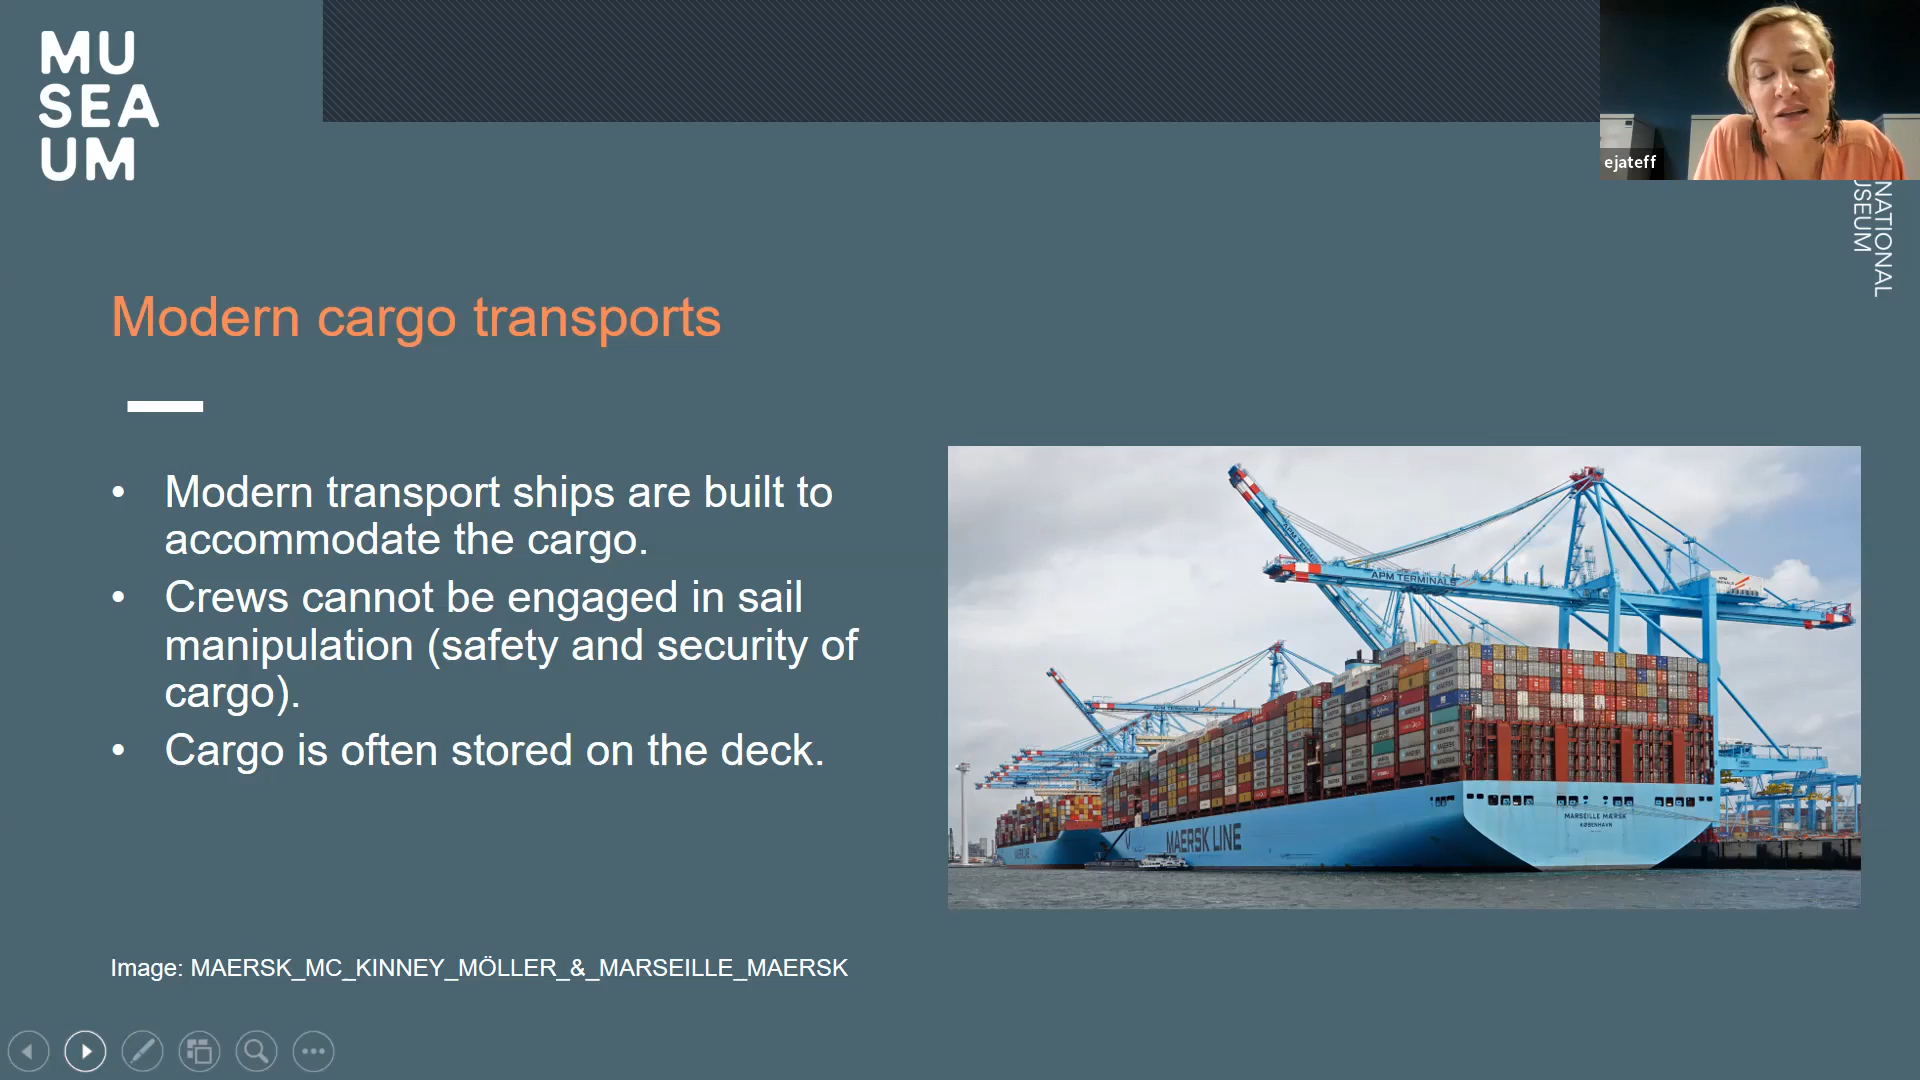 MU
SEA
UM
ejateff
NATIONAL
USEUM
Modern cargo transports
• Modern transport ships are built to
accommodate the cargo.
• Crews cannot be engaged in sail
manipulation (safety and security of
cargo).
• Cargo is often stored on the deck.
APM TERMINALS
MAERSK LINE
MARSEILLE MÆRSK
KØBENHAVN
Image: MAERSK_MC_KINNEY_MÖLLER_&_MARSEILLE_MAERSK